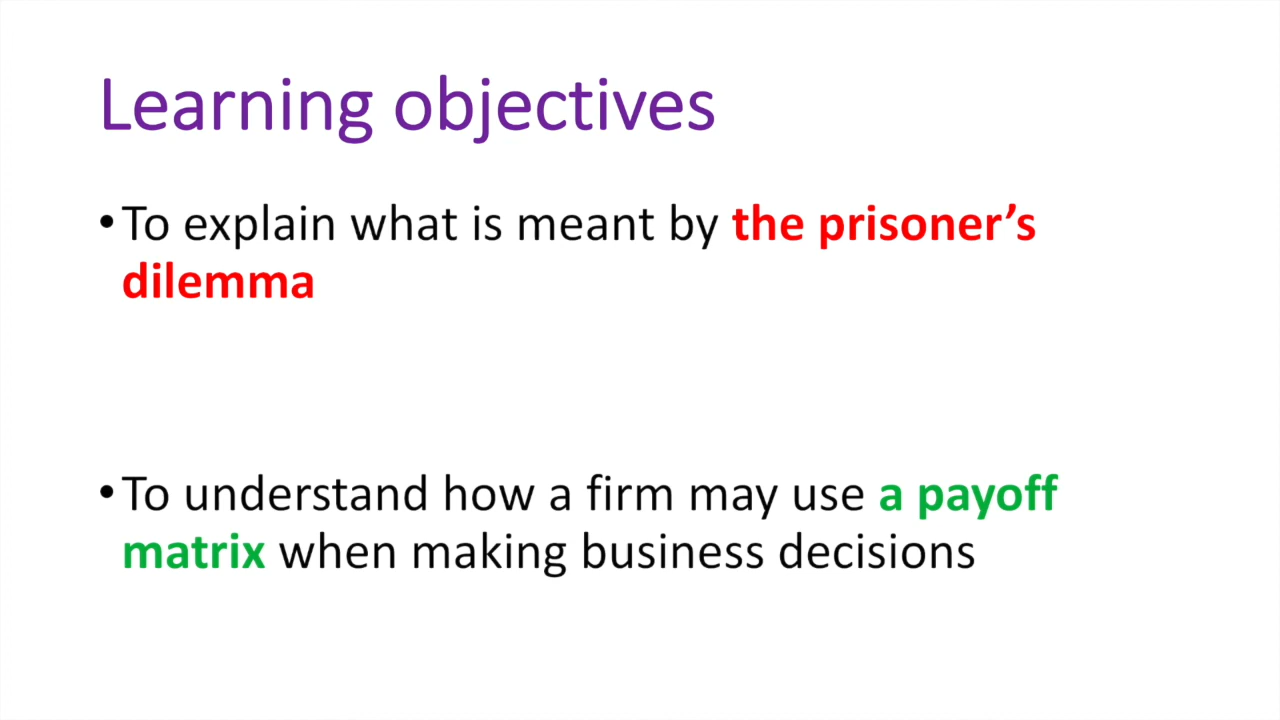 Learning objectives
•To explain what is meant by the prisoner’s
dilemma
•To understand how a firm may use a payoff
matrix when making business decisions